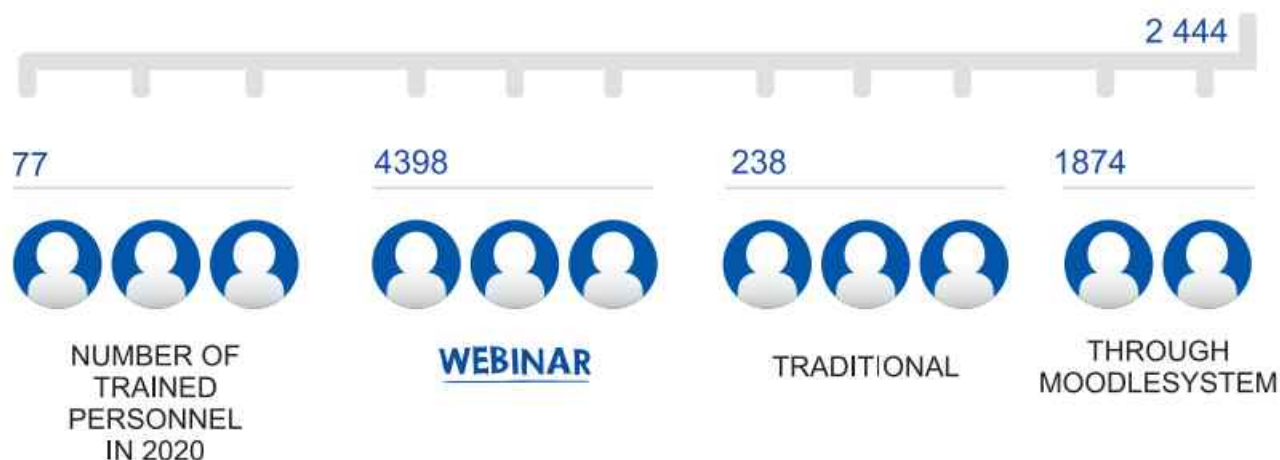 2 444
77
4398
238
1874
NUMBER OF
TRAINED
PERSONNEL
IN 2020
WEBINAR
TRADITIONAL
THROUGH
MOODLESYSTEM